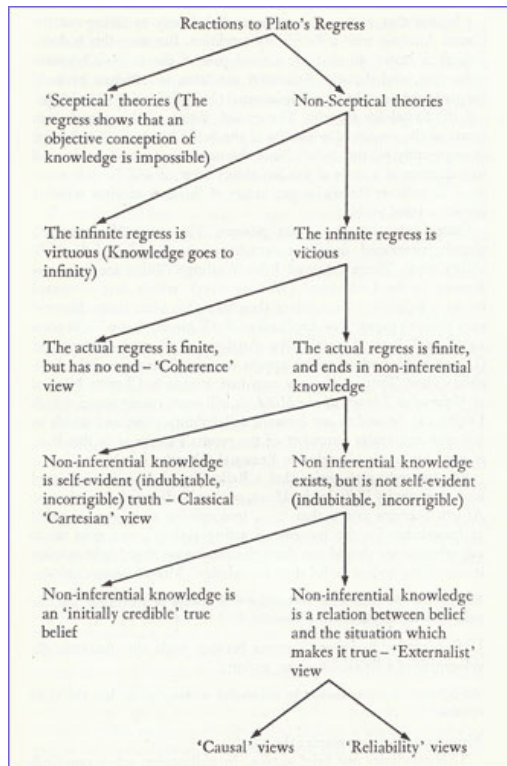 Reactions to Plato's Regress
'Sceptical' theories (The
regress shows that an
objective conception of
knowledge is impossible)
Non-Sceptical theories
The infinite regress is
virtuous (Knowledge goes to
infinity)
The infinite regress is
vicious
The actual regress is finite,
but has no end – 'Coherence'
view
The actual regress is finite,
and ends in non-inferential
knowledge
Non-inferential knowledge
is self-evident (indubitable,
incorrigible) truth – Classical
'Cartesian' view
Non inferential knowledge
exists, but is not self-evident
(indubitable, incorrigible)
Non-inferential knowledge is
an 'initially credible' true
belief
Non-inferential knowledge
is a relation between belief
and the situation which
makes it true – 'Externalist'
view
'Causal' views
'Reliability' views